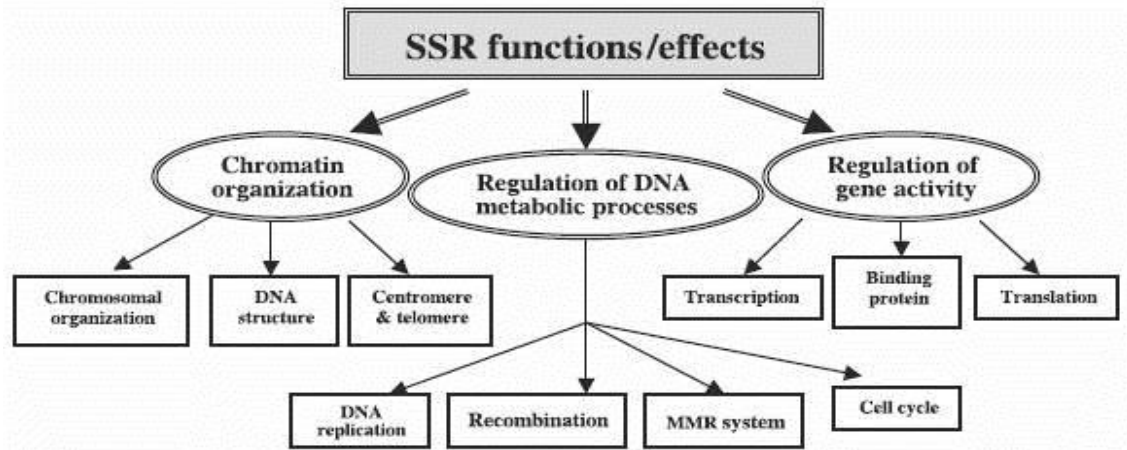 SSR functions/effects
Chromatin
organization
Regulation of DNA
metabolic processes
Regulation of
gene activity
Chromosomal
organization
DNA
structure
Centromere
& telomere
Transcription
Binding
protein
Translation
DNA
replication
Recombination
MMR system
Cell cycle